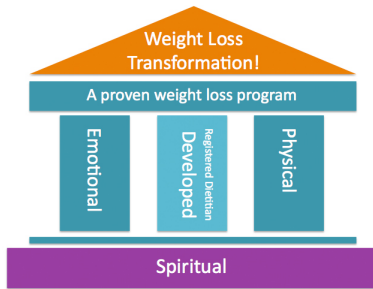 Weight Loss
Transformation!
A proven weight loss program
Emotional
Registered Dietitian
Developed
Physical
Spiritual